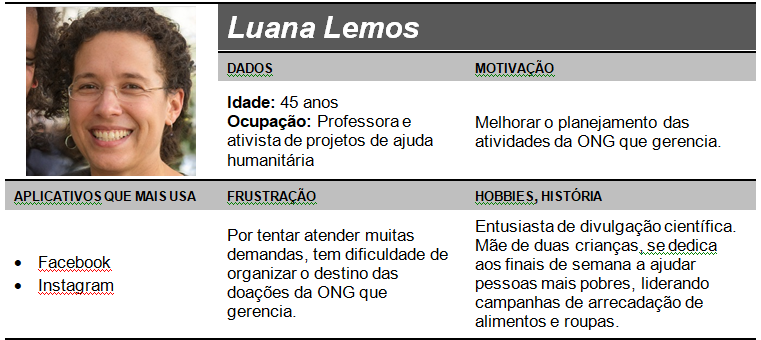 Luana Lemos
DADOS
MOTIVAÇÃO
Idade: 45 anos
Ocupação: Professora e
ativista de projetos de ajuda
humanitária
Melhorar o planejamento das
atividades da ONG que gerencia.
APLICATIVOS QUE MAIS USA
FRUSTRAÇÃO
HOBBIES, HISTÓRIA
• Facebook
• Instagram
Por tentar atender muitas
demandas, tem dificuldade de
organizar o destino das
doações da ONG que
gerencia.
Entusiasta de divulgação científica.
Mãe de duas crianças, se dedica
aos finais de semana a ajudar
pessoas mais pobres, liderando
campanhas de arrecadação de
alimentos e roupas.